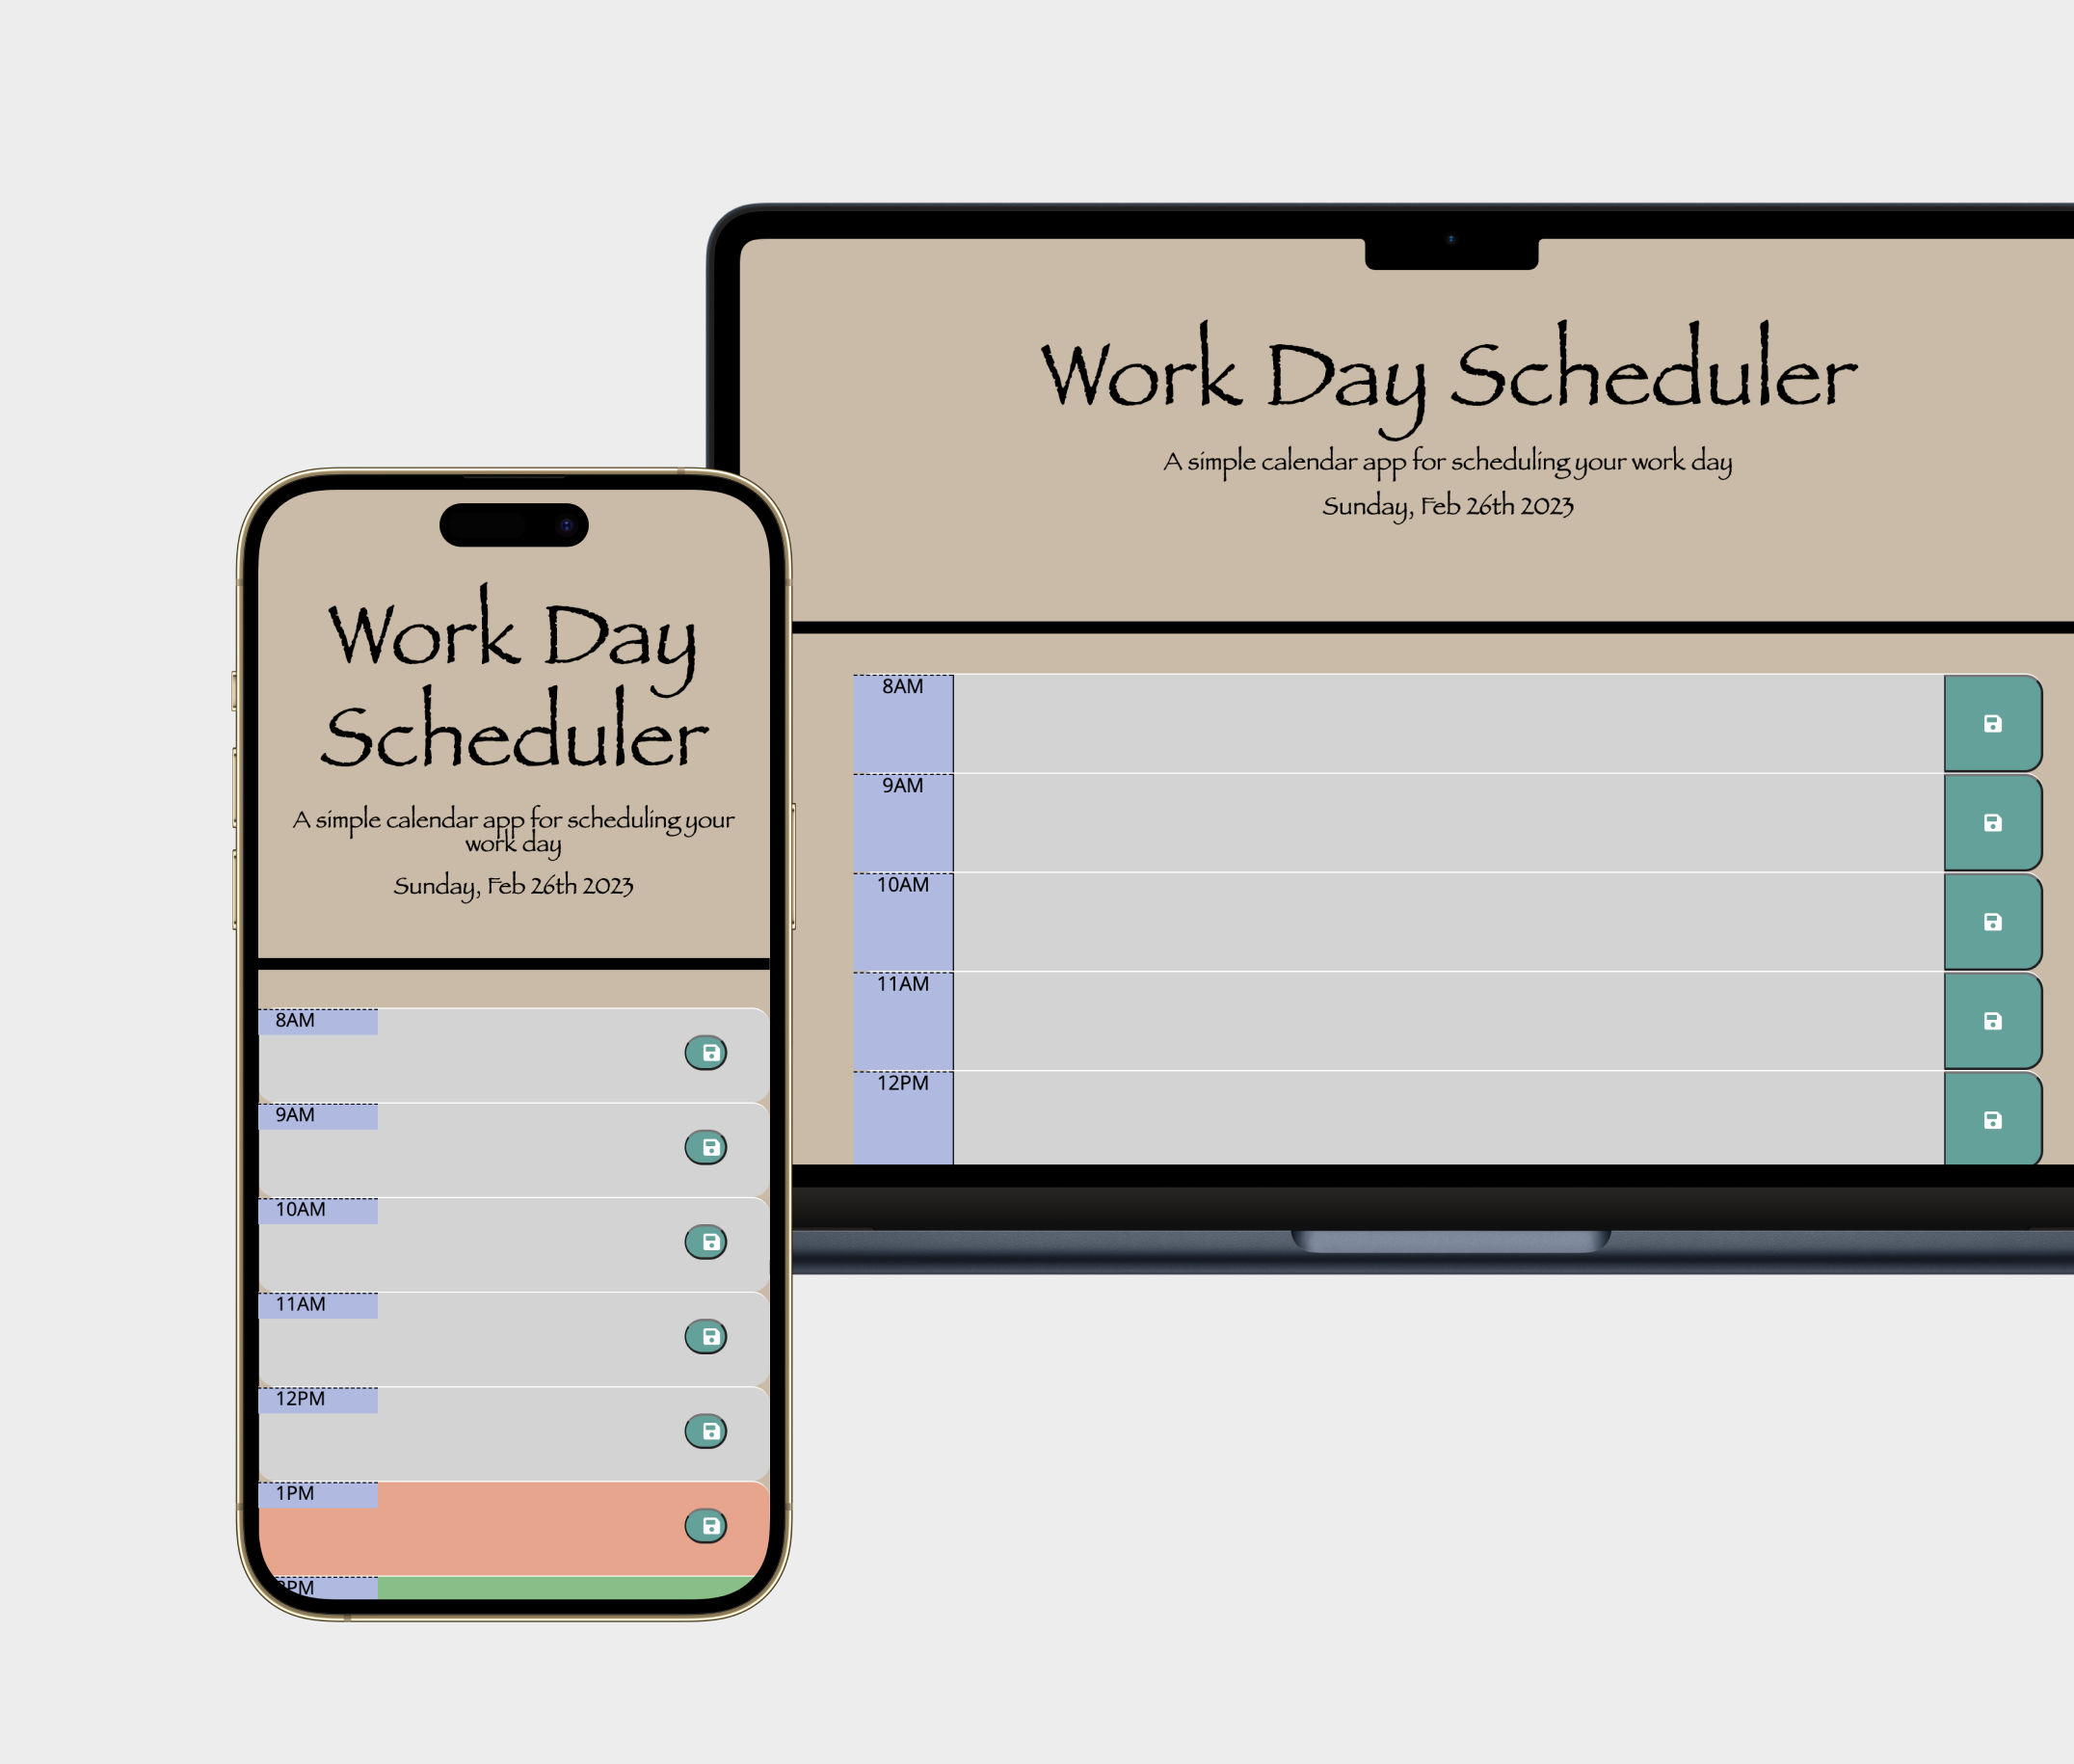 Work Day
Scheduler
A simple calendar app for scheduling your
work day
Sunday, Feb 26th 2023
8AM
9AM
10AM
11AM
12PM
1PM
Work Day Scheduler
A simple calendar app for scheduling your work day
Sunday, Feb 26th 2023
8AM
9AM
10AM
11AM
12PM